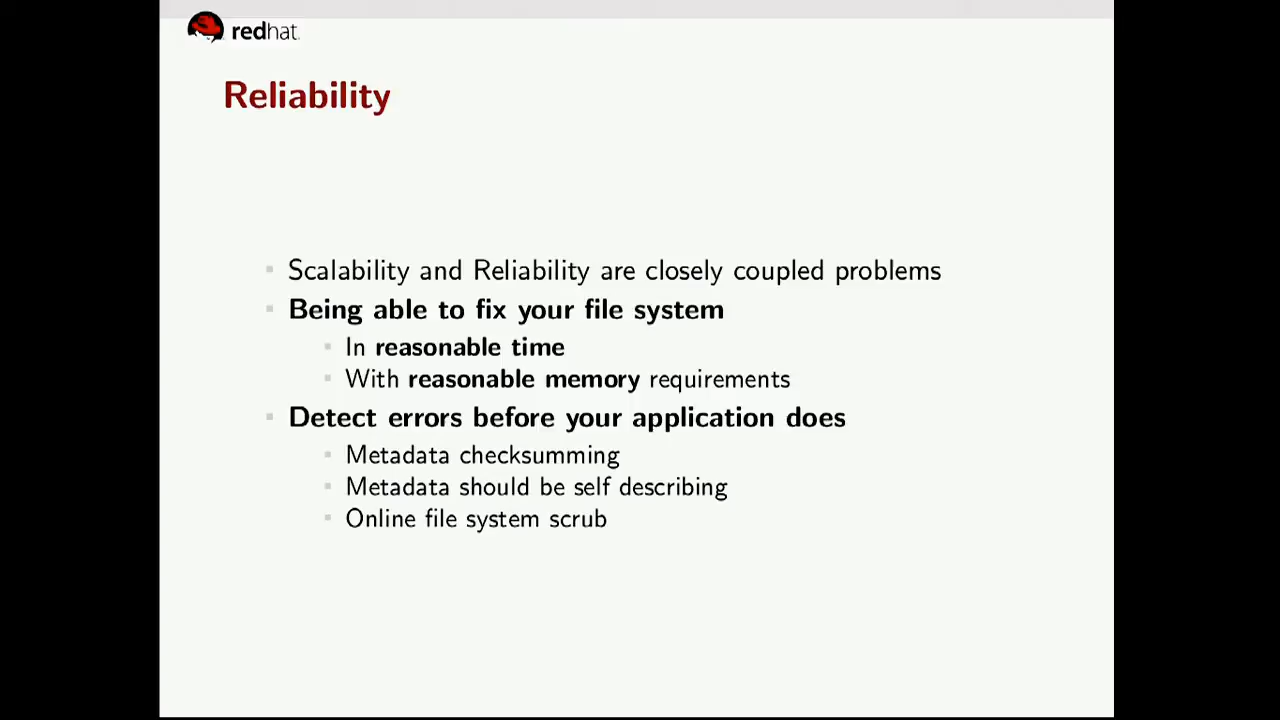 redhat.
Reliability
Scalability and Reliability are closely coupled problems
Being able to fix your file system
In reasonable time
With reasonable memory requirements
Detect errors before your application does
Metadata checksumming
Metadata should be self describing
Online file system scrub